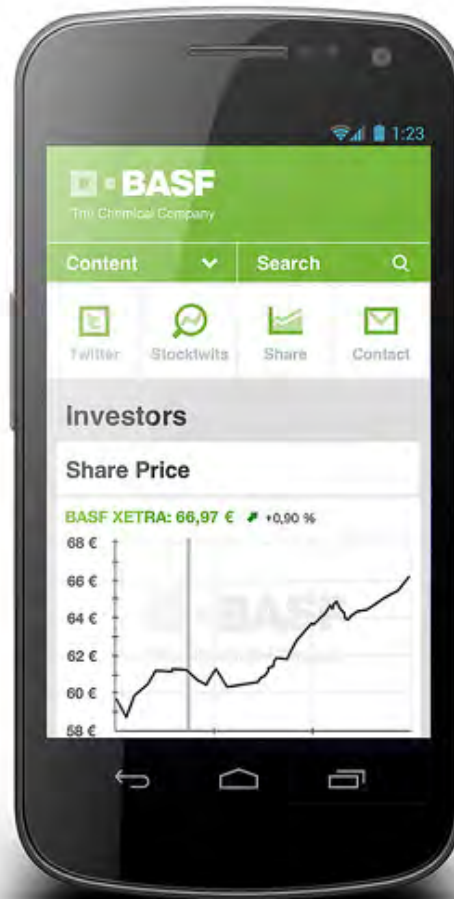 1:23
BASF
The Chemical Company
Content Search
Twitter Stocktwits Share Contact
Investors
Share Price
BASF XETRA: 66,97 € +0,90 %
68 €
66 €
BASF
64 €
62 €
60 €
58 €